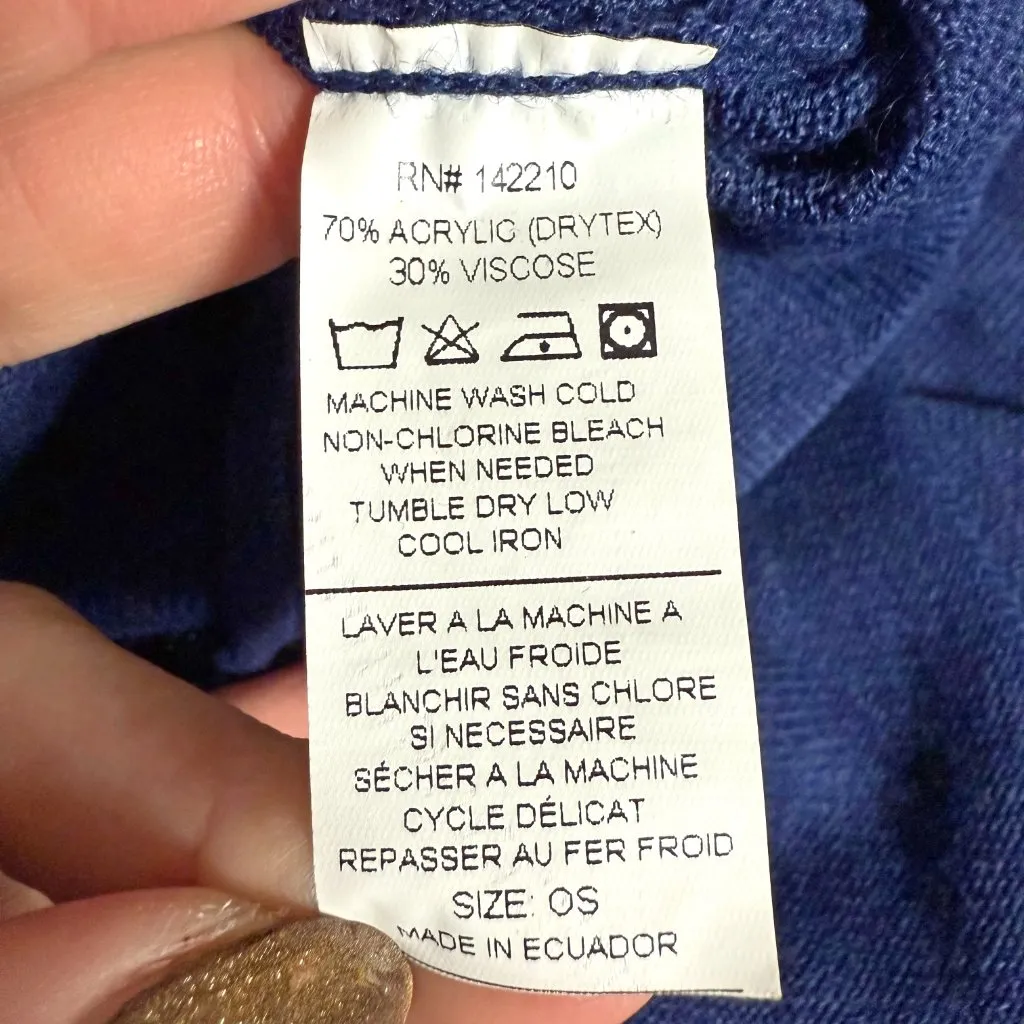 RN# 142210
70% ACRYLIC (DRYTEX)
30% VISCOSE
MACHINE WASH COLD
NON-CHLORINE BLEACH
WHEN NEEDED
TUMBLE DRY LOW
COOL IRON
LAVER A LA MACHINE A
L'EAU FROIDE
BLANCHIR SANS CHLORE
SI NECESSAIRE
SÉCHER A LA MACHINE
CYCLE DÉLICAT
REPASSER AU FER FROID
SIZE: OS
MADE IN ECUADOR